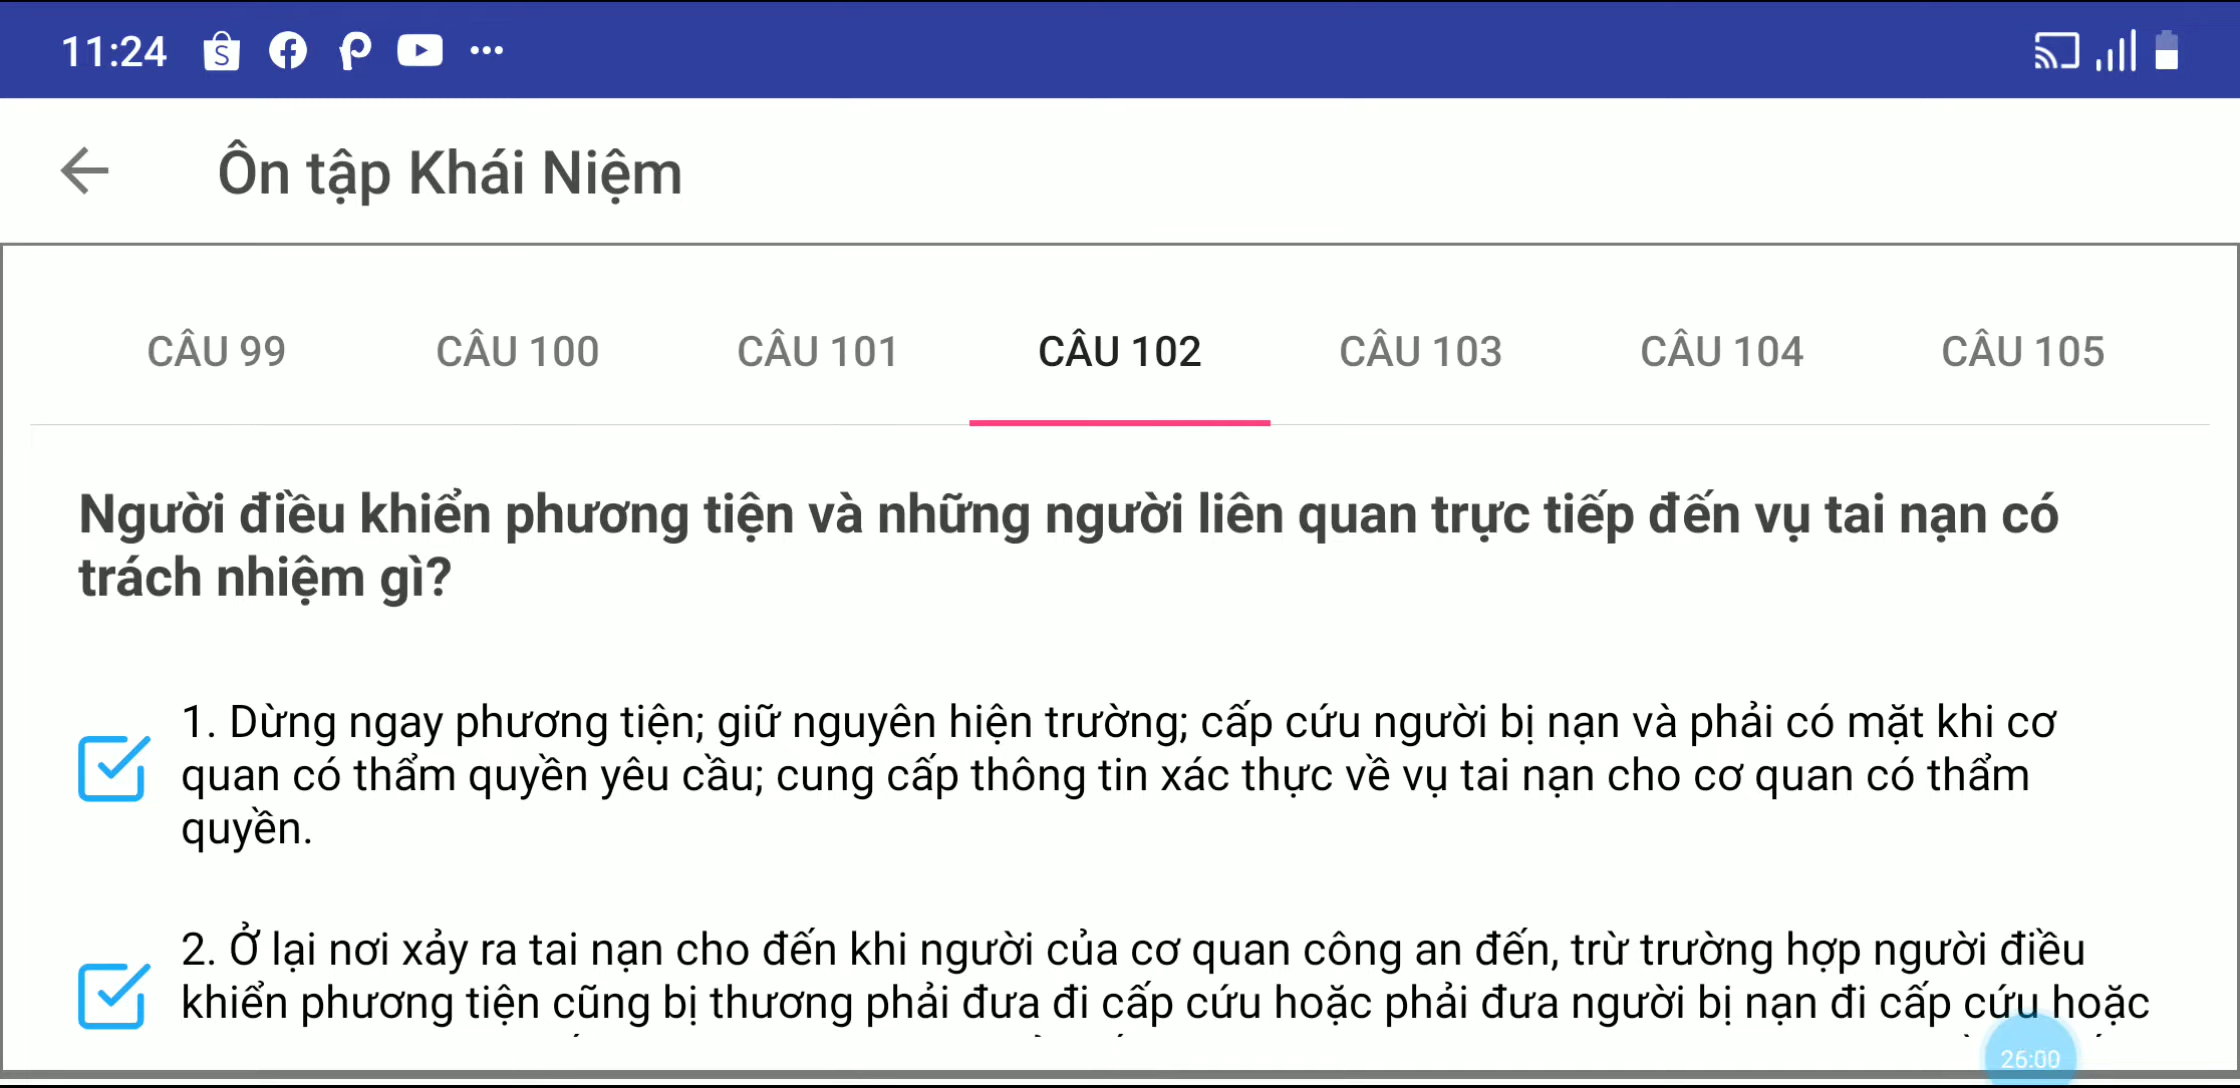 11:24
Ôn tập Khái Niệm
CÂU 99 CÂU 100 CÂU 101 CÂU 102 CÂU 103 CÂU 104 CÂU 105
Người điều khiển phương tiện và những người liên quan trực tiếp đến vụ tai nạn có
trách nhiệm gì?
1. Dừng ngay phương tiện; giữ nguyên hiện trường; cấp cứu người bị nạn và phải có mặt khi cơ
quan có thẩm quyền yêu cầu; cung cấp thông tin xác thực về vụ tai nạn cho cơ quan có thẩm
quyền.
2. Ở lại nơi xảy ra tai nạn cho đến khi người của cơ quan công an đến, trừ trường hợp người điều
khiển phương tiện cũng bị thương phải đưa đi cấp cứu hoặc phải đưa người bị nạn đi cấp cứu hoặc
26:00